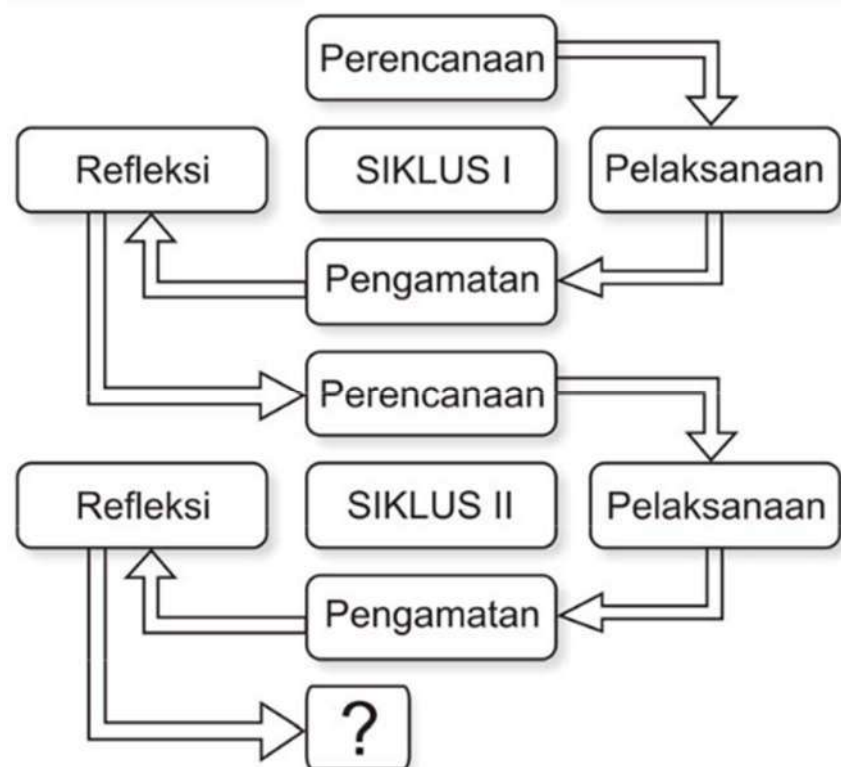 Perencanaan
Refleksi
SIKLUS I
Pelaksanaan
Pengamatan
Perencanaan
Refleksi
SIKLUS II
Pelaksanaan
Pengamatan
?